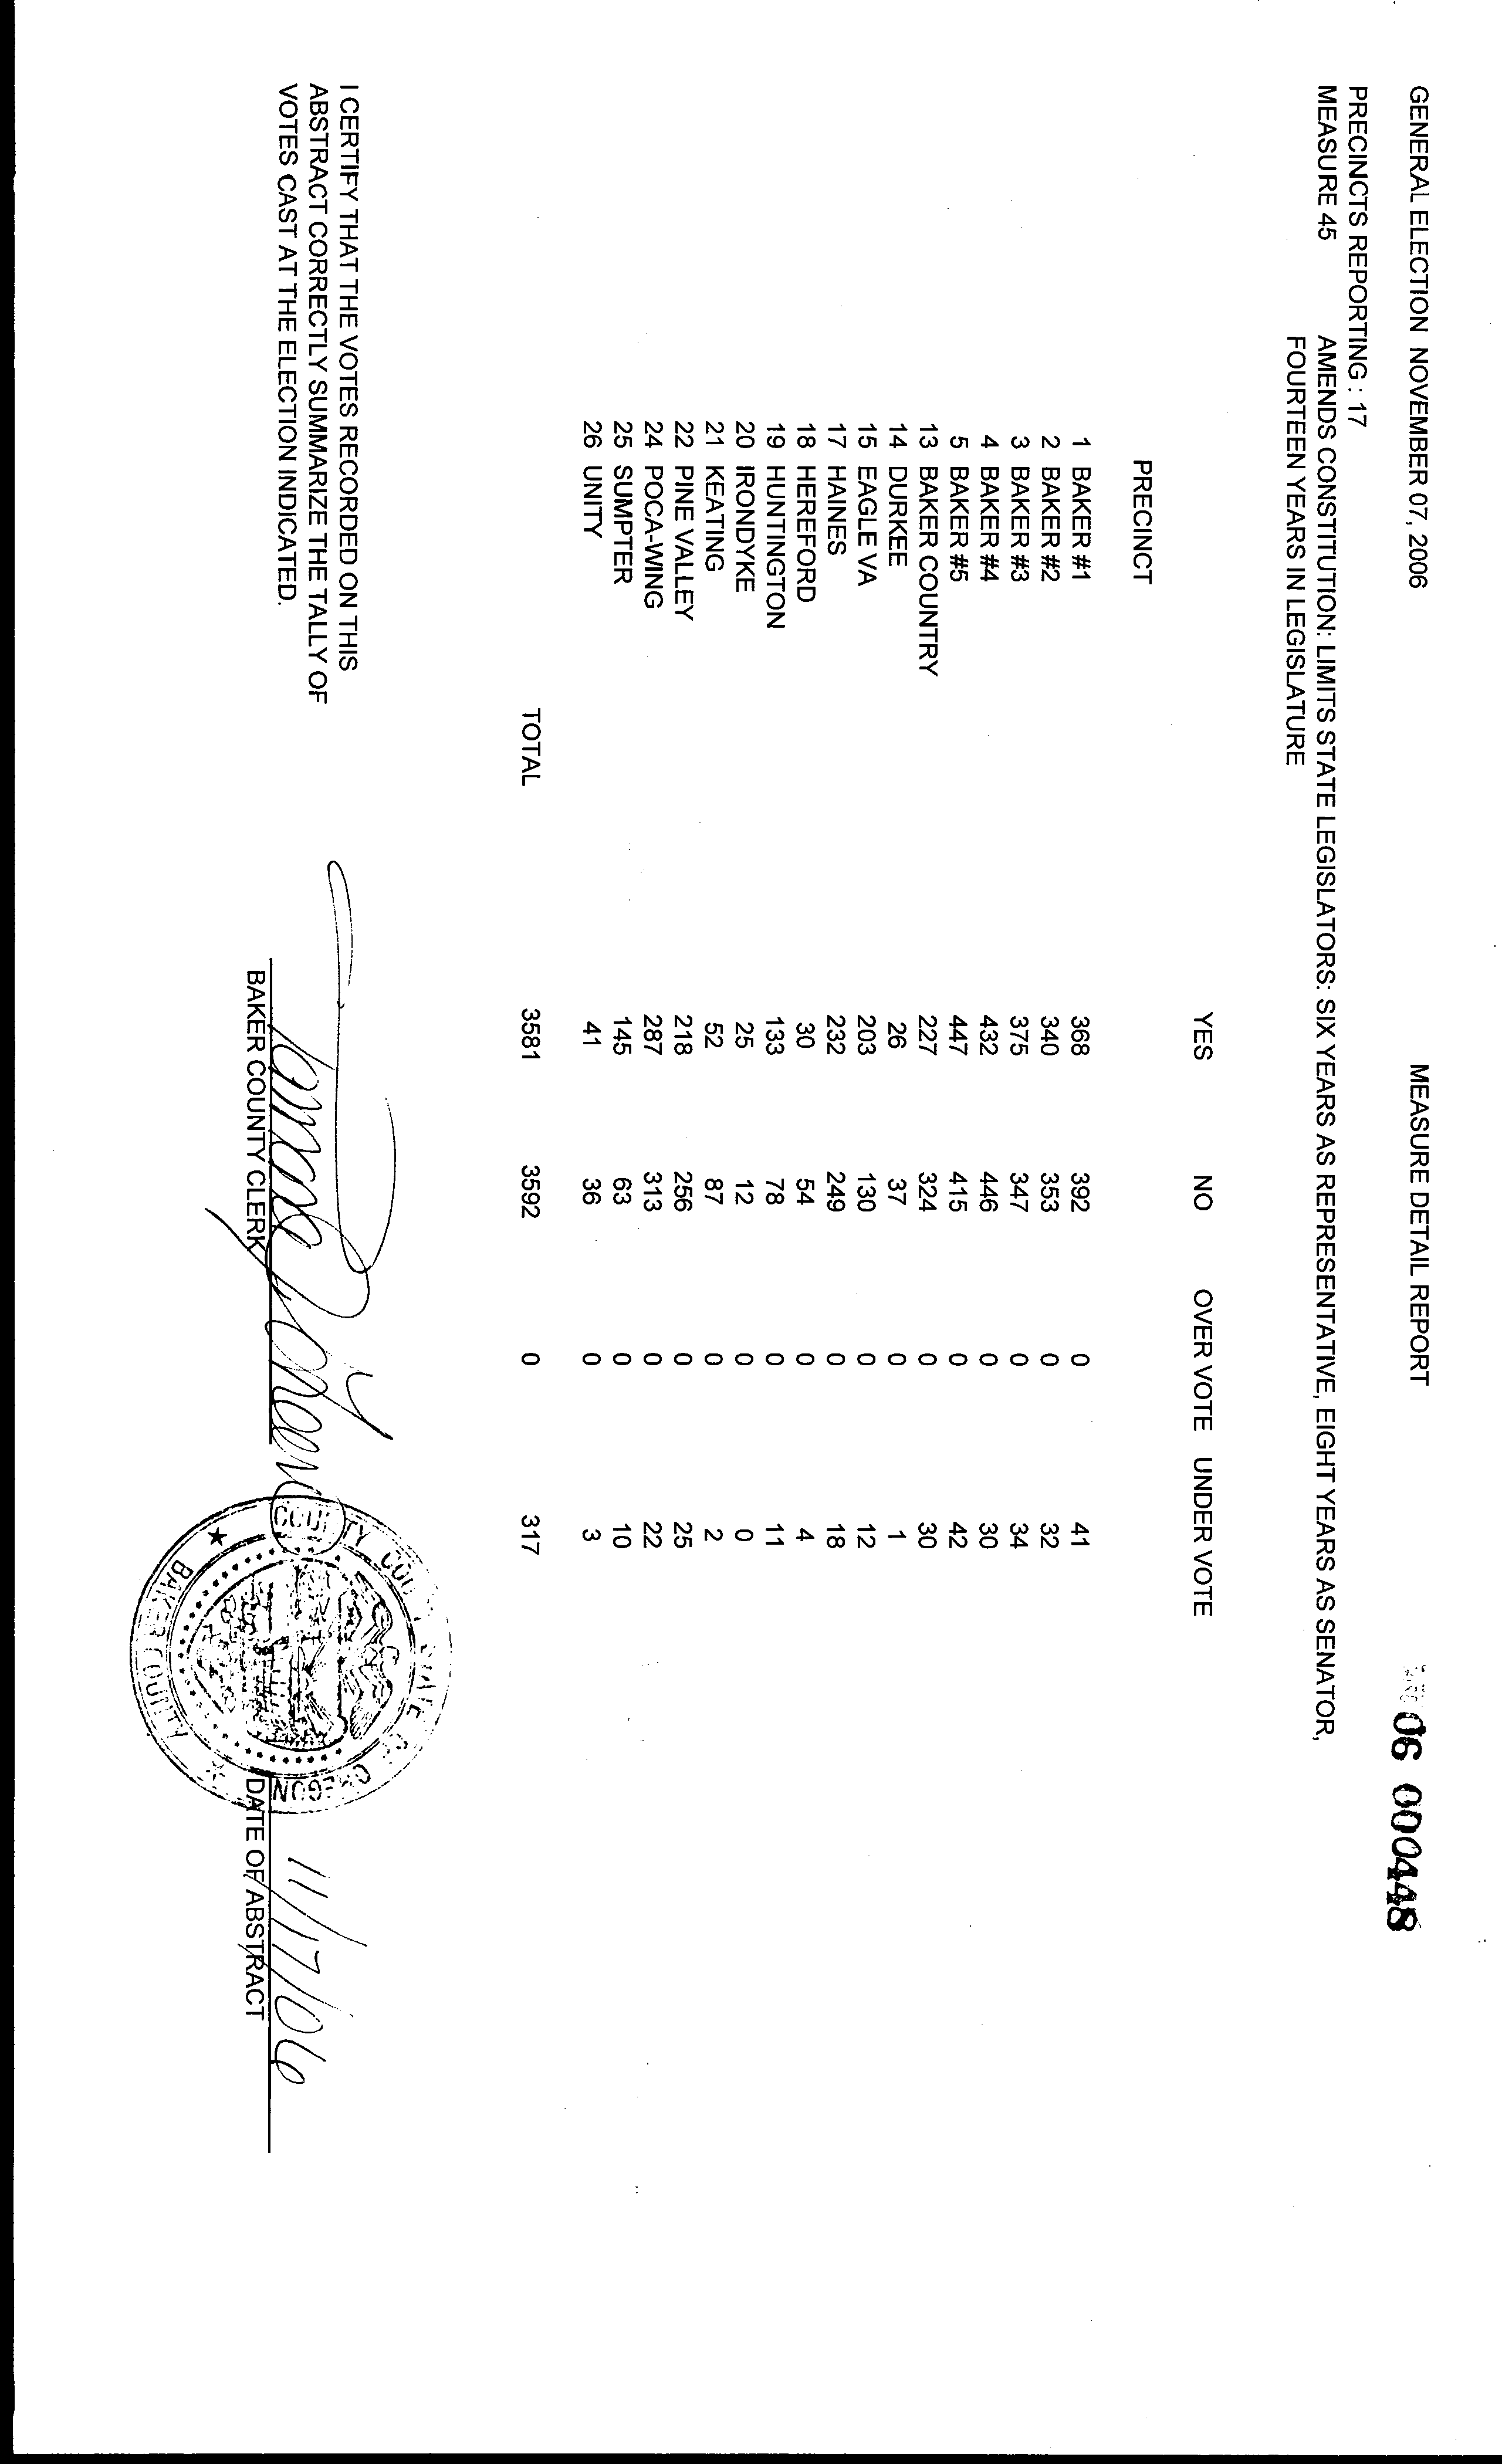 GENERAL ELECTION NOVEMBER 07, 2006 MEASURE DETAIL REPORT 06 000448
PRECINCTS REPORTING : 17
MEASURE 45 AMENDS CONSTITUTION: LIMITS STATE LEGISLATORS: SIX YEARS AS REPRESENTATIVE, EIGHT YEARS AS SENATOR,
FOURTEEN YEARS IN LEGISLATURE
YES NO OVER VOTE UNDER VOTE
PRECINCT
1 BAKER #1 368 392 0 41
2 BAKER #2 340 353 0 32
3 BAKER #3 375 347 0 34
4 BAKER #4 432 446 0 30
5 BAKER #5 447 415 0 42
13 BAKER COUNTRY 227 324 0 30
14 DURKEE 26 37 0 1
15 EAGLE VA 203 130 0 12
17 HAINES 232 249 0 18
18 HEREFORD 30 54 0 4
19 HUNTINGTON 133 78 0 11
20 IRONDYKE 25 12 0 0
21 KEATING 52 87 0 2
22 PINE VALLEY 218 256 0 25
24 POCA-WING 287 313 0 22
25 SUMPTER 145 63 0 10
26 UNITY 41 36 0 3
TOTAL 3581 3592 0 317
I CERTIFY THAT THE VOTES RECORDED ON THIS
ABSTRACT CORRECTLY SUMMARIZE THE TALLY OF
VOTES CAST AT THE ELECTION INDICATED.
11/17/06
BAKER COUNTY CLERK DATE OF ABSTRACT
STATE OF OREGON
BAKER COUNTY